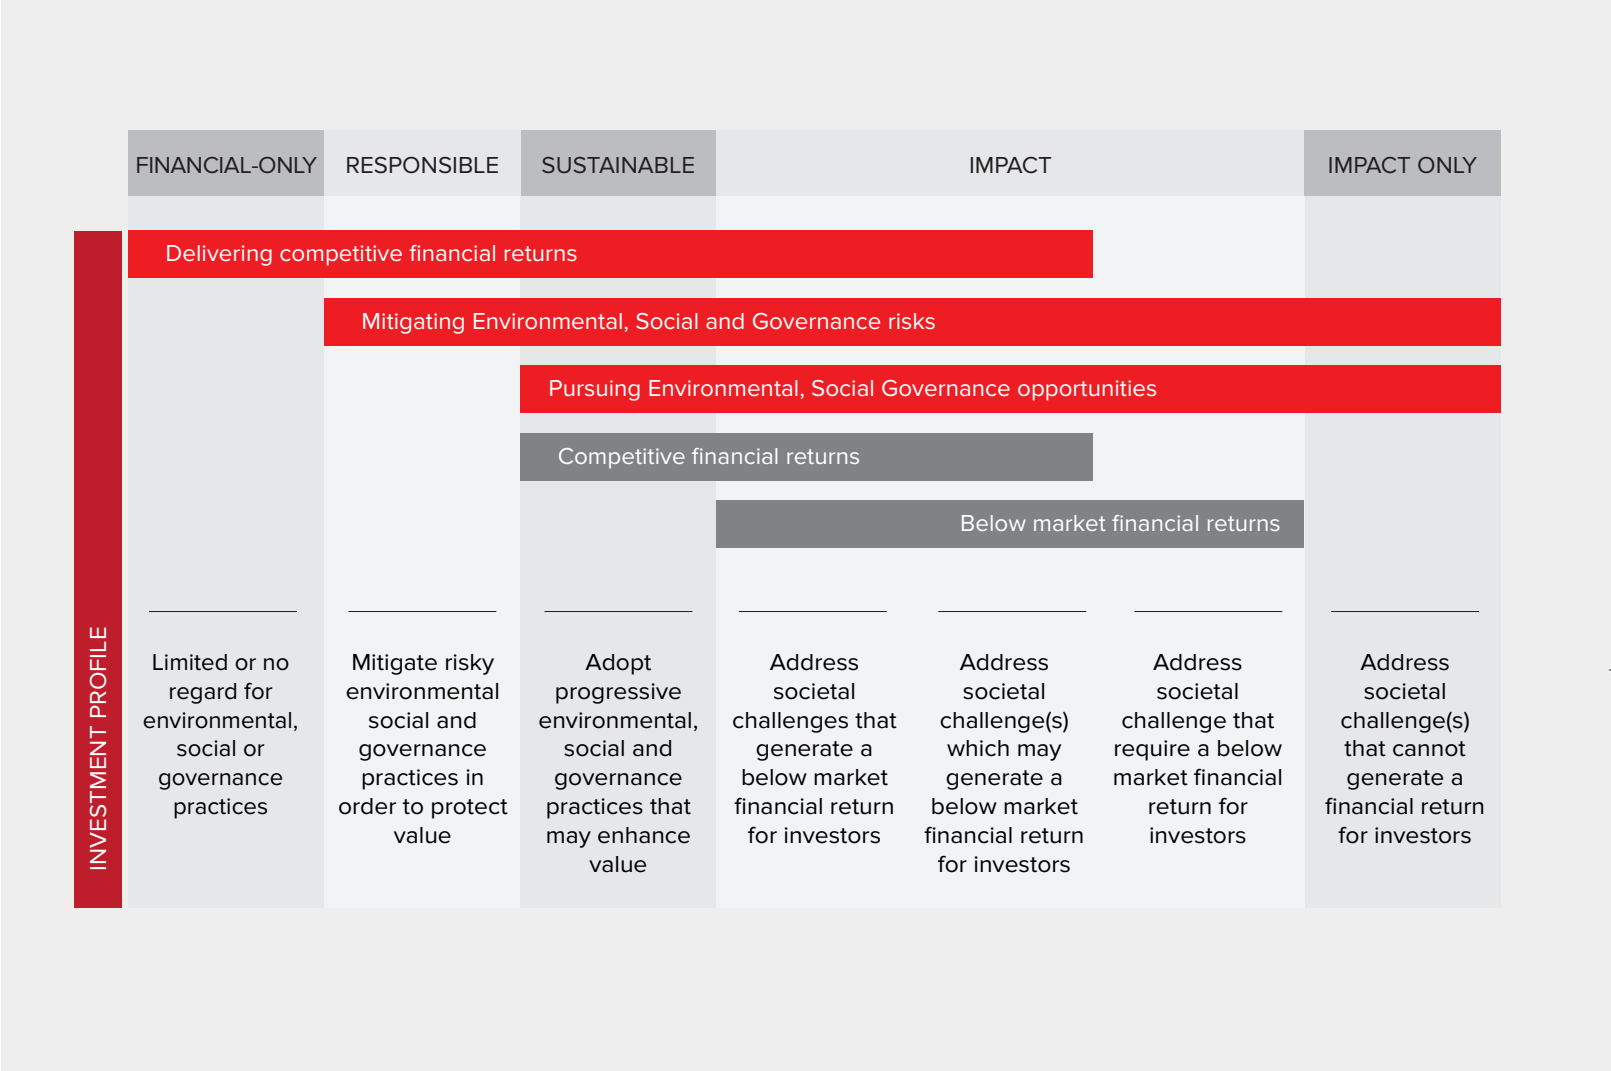 FINANCIAL-ONLY
RESPONSIBLE
SUSTAINABLE
IMPACT
IMPACT ONLY
Delivering competitive financial returns
Mitigating Environmental, Social and Governance risks
Pursuing Environmental, Social Governance opportunities
Competitive financial returns
Below market financial returns
INVESTMENT PROFILE
Limited or no
regard for
environmental,
social or
governance
practices
Mitigate risky
environmental
social and
governance
practices in
order to protect
value
Adopt
progressive
environmental,
social and
governance
practices that
may enhance
value
Address
societal
challenges that
generate a
below market
financial return
for investors
Address
societal
challenge(s)
which may
generate a
below market
financial return
for investors
Address
societal
challenge that
require a below
market financial
return for
investors
Address
societal
challenge(s)
that cannot
generate a
financial return
for investors